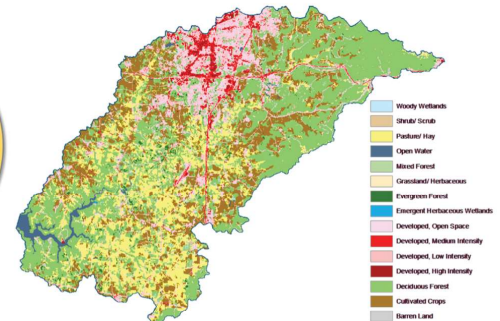 Woody Wetlands
Shrub/ Scrub
Pasture/ Hay
Open Water
Mixed Forest
Grassland/ Herbaceous
Evergreen Forest
Emergent Herbaceous Wetlands
Developed, Open Space
Developed, Medium Intensity
Developed, Low Intensity
Developed, High Intensity
Deciduous Forest
Cultivated Crops
Barren Land